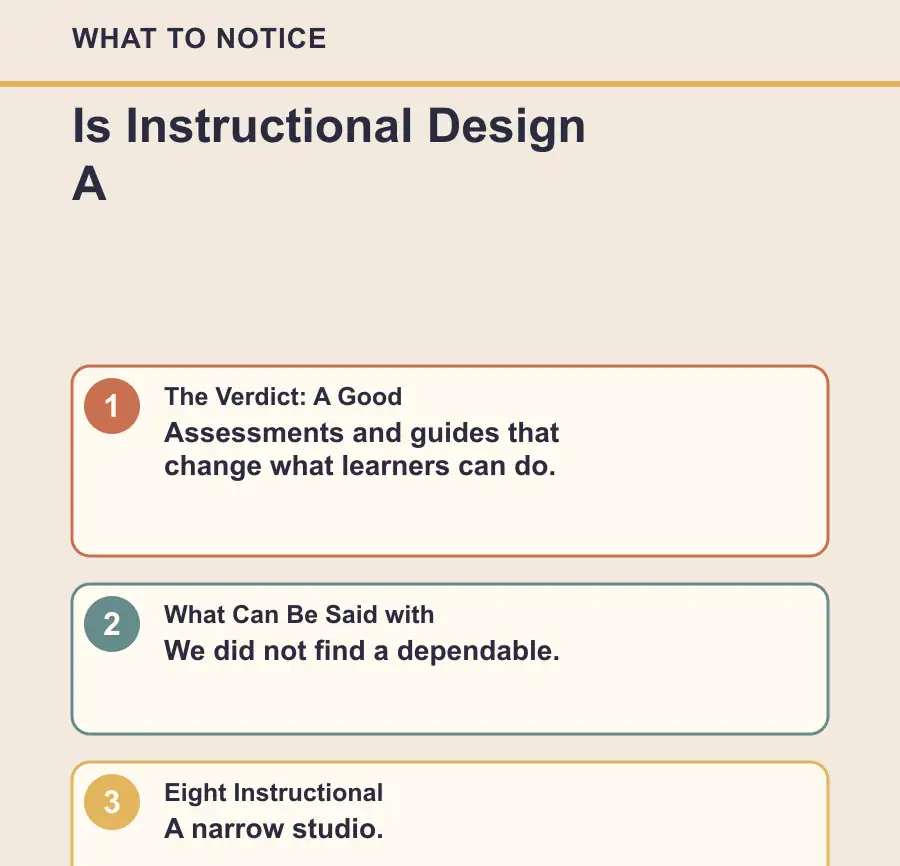 WHAT TO NOTICE
Is Instructional Design
A
1
The Verdict: A Good
Assessments and guides that
change what learners can do.
2
What Can Be Said with
We did not find a dependable.
3
Eight Instructional
A narrow studio.